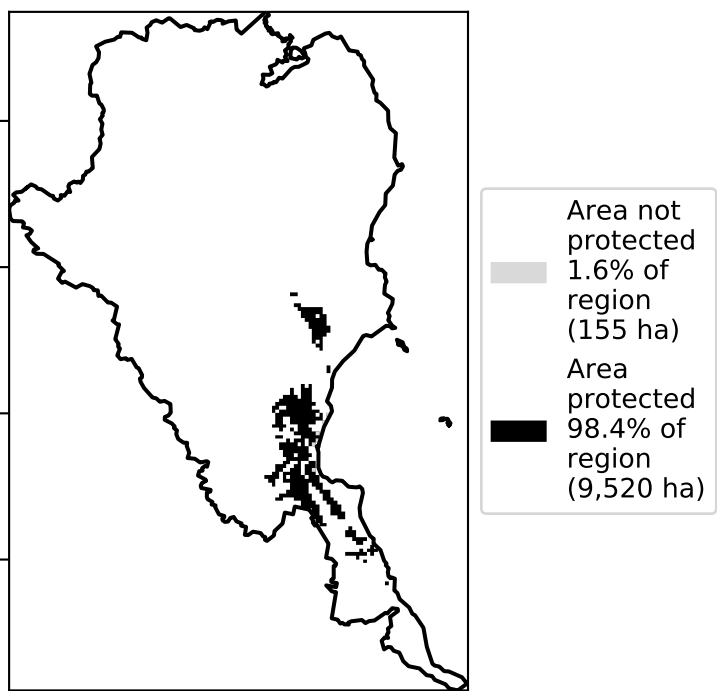 Area not
protected
1.6% of
region
(155 ha)
Area
protected
98.4% of
region
(9,520 ha)